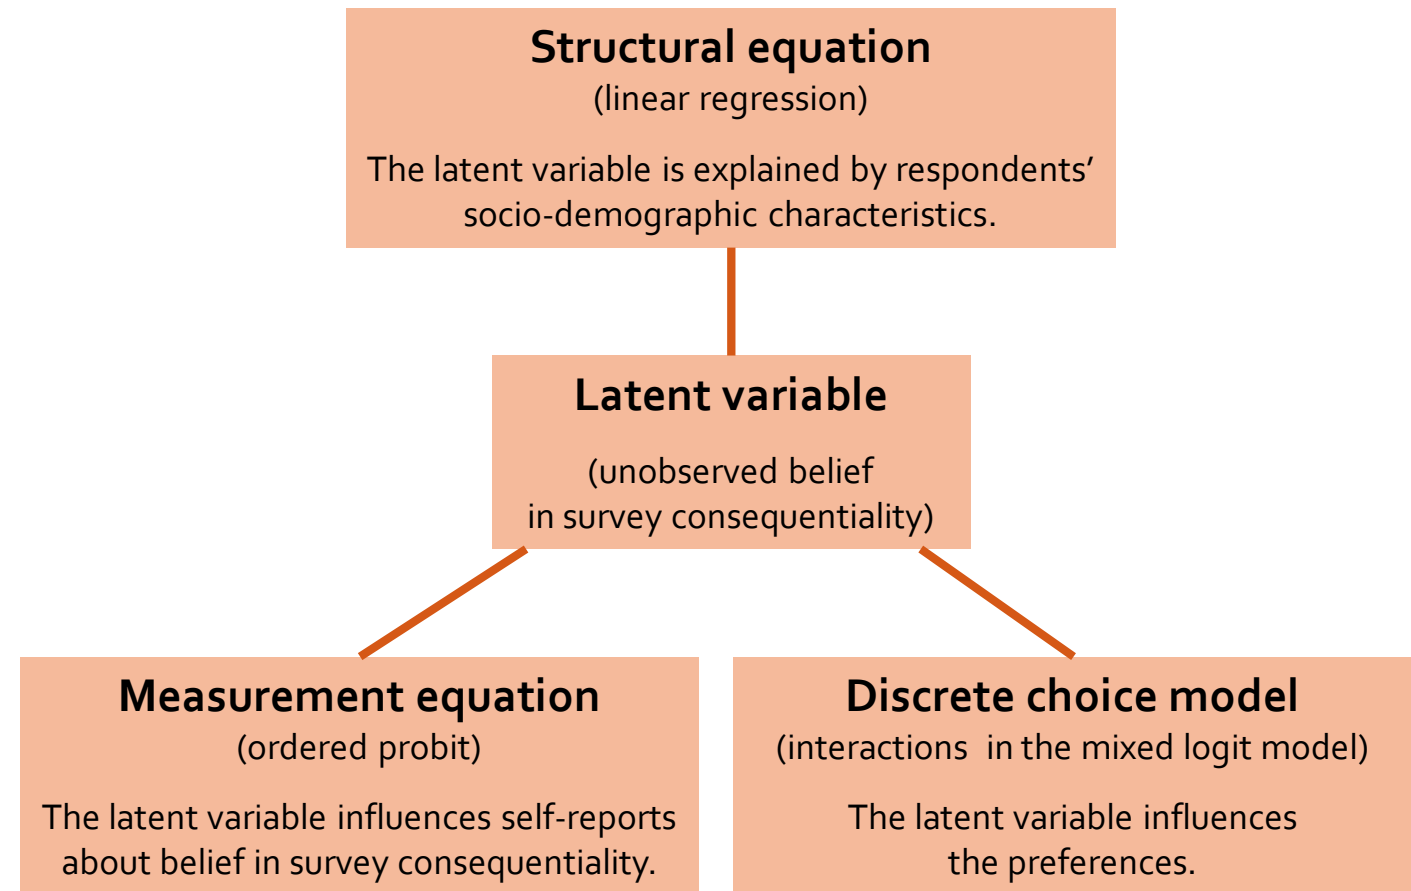 Structural equation
(linear regression)
The latent variable is explained by respondents’
socio-demographic characteristics.
Latent variable
(unobserved belief
in survey consequentiality)
Measurement equation
(ordered probit)
The latent variable influences self-reports
about belief in survey consequentiality.
Discrete choice model
(interactions in the mixed logit model)
The latent variable influences
the preferences.